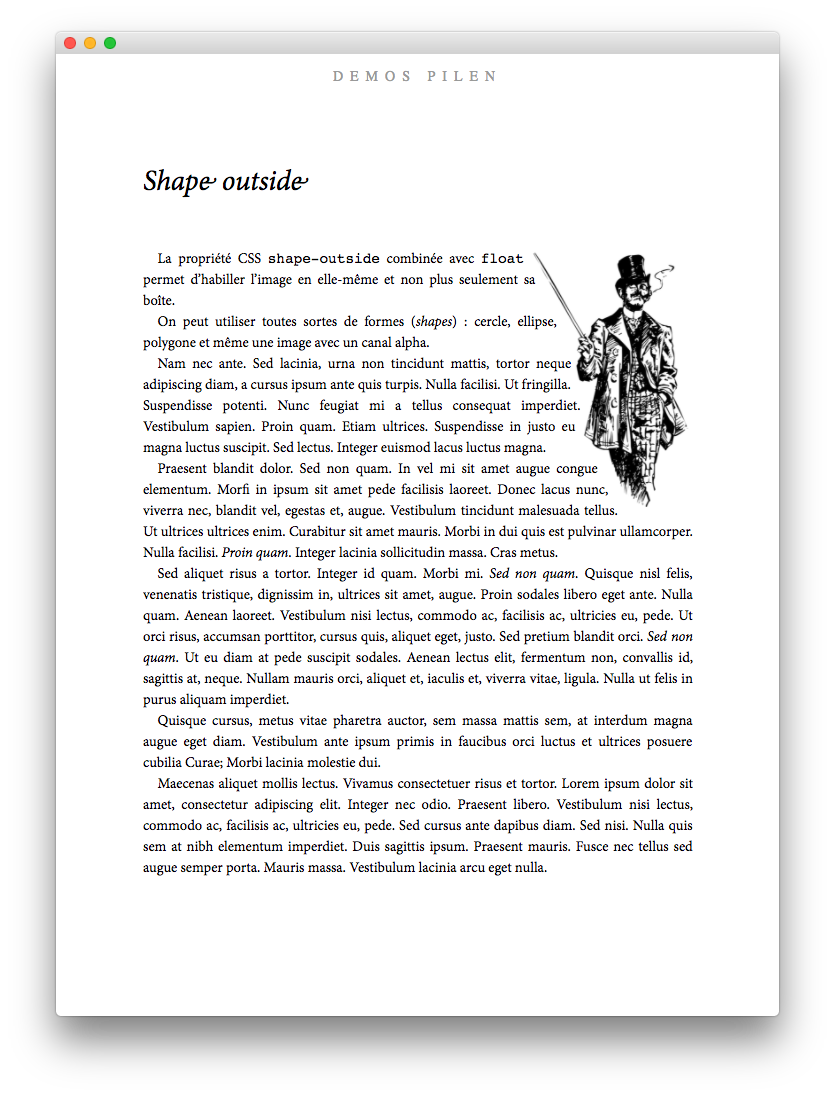 DEMOS PILEN
Shape outside
La propriété CSS shape-outside combinée avec float
permet d’habiller l’image en elle-même et non plus seulement sa
boîte.
On peut utiliser toutes sortes de formes (shapes) : cercle, ellipse,
polygone et même une image avec un canal alpha.
Nam nec ante. Sed lacinia, urna non tincidunt mattis, tortor neque
adipiscing diam, a cursus ipsum ante quis turpis. Nulla facilisi. Ut fringilla.
Suspendisse potenti. Nunc feugiat mi a tellus consequat imperdiet.
Vestibulum sapien. Proin quam. Etiam ultrices. Suspendisse in justo eu
magna luctus suscipit. Sed lectus. Integer euismod lacus luctus magna.
Praesent blandit dolor. Sed non quam. In vel mi sit amet augue congue
elementum. Morbi in ipsum sit amet pede facilisis laoreet. Donec lacus nunc,
viverra nec, blandit vel, egestas et, augue. Vestibulum tincidunt malesuada tellus.
Ut ultrices ultrices enim. Curabitur sit amet mauris. Morbi in dui quis est pulvinar ullamcorper.
Nulla facilisi. Proin quam. Integer lacinia sollicitudin massa. Cras metus.
Sed aliquet risus a tortor. Integer id quam. Morbi mi. Sed non quam. Quisque nisl felis,
venenatis tristique, dignissim in, ultrices sit amet, augue. Proin sodales libero eget ante. Nulla
quam. Aenean laoreet. Vestibulum nisi lectus, commodo ac, facilisis ac, ultricies eu, pede. Ut
orci risus, accumsan porttitor, cursus quis, aliquet eget, justo. Sed pretium blandit orci. Sed non
quam. Ut eu diam at pede suscipit sodales. Aenean lectus elit, fermentum non, convallis id,
sagittis at, neque. Nullam mauris orci, aliquet et, iaculis et, viverra vitae, ligula. Nulla ut felis in
purus aliquam imperdiet.
Quisque cursus, metus vitae pharetra auctor, sem massa mattis sem, at interdum magna
augue eget diam. Vestibulum ante ipsum primis in faucibus orci luctus et ultrices posuere
cubilia Curae; Morbi lacinia molestie dui.
Maecenas aliquet mollis lectus. Vivamus consectetuer risus et tortor. Lorem ipsum dolor sit
amet, consectetur adipiscing elit. Integer nec odio. Praesent libero. Vestibulum nisi lectus,
commodo ac, facilisis ac, ultricies eu, pede. Sed cursus ante dapibus diam. Sed nisi. Nulla quis
sem at nibh elementum imperdiet. Duis sagittis ipsum. Praesent mauris. Fusce nec tellus sed
augue semper porta. Mauris massa. Vestibulum lacinia arcu eget nulla.